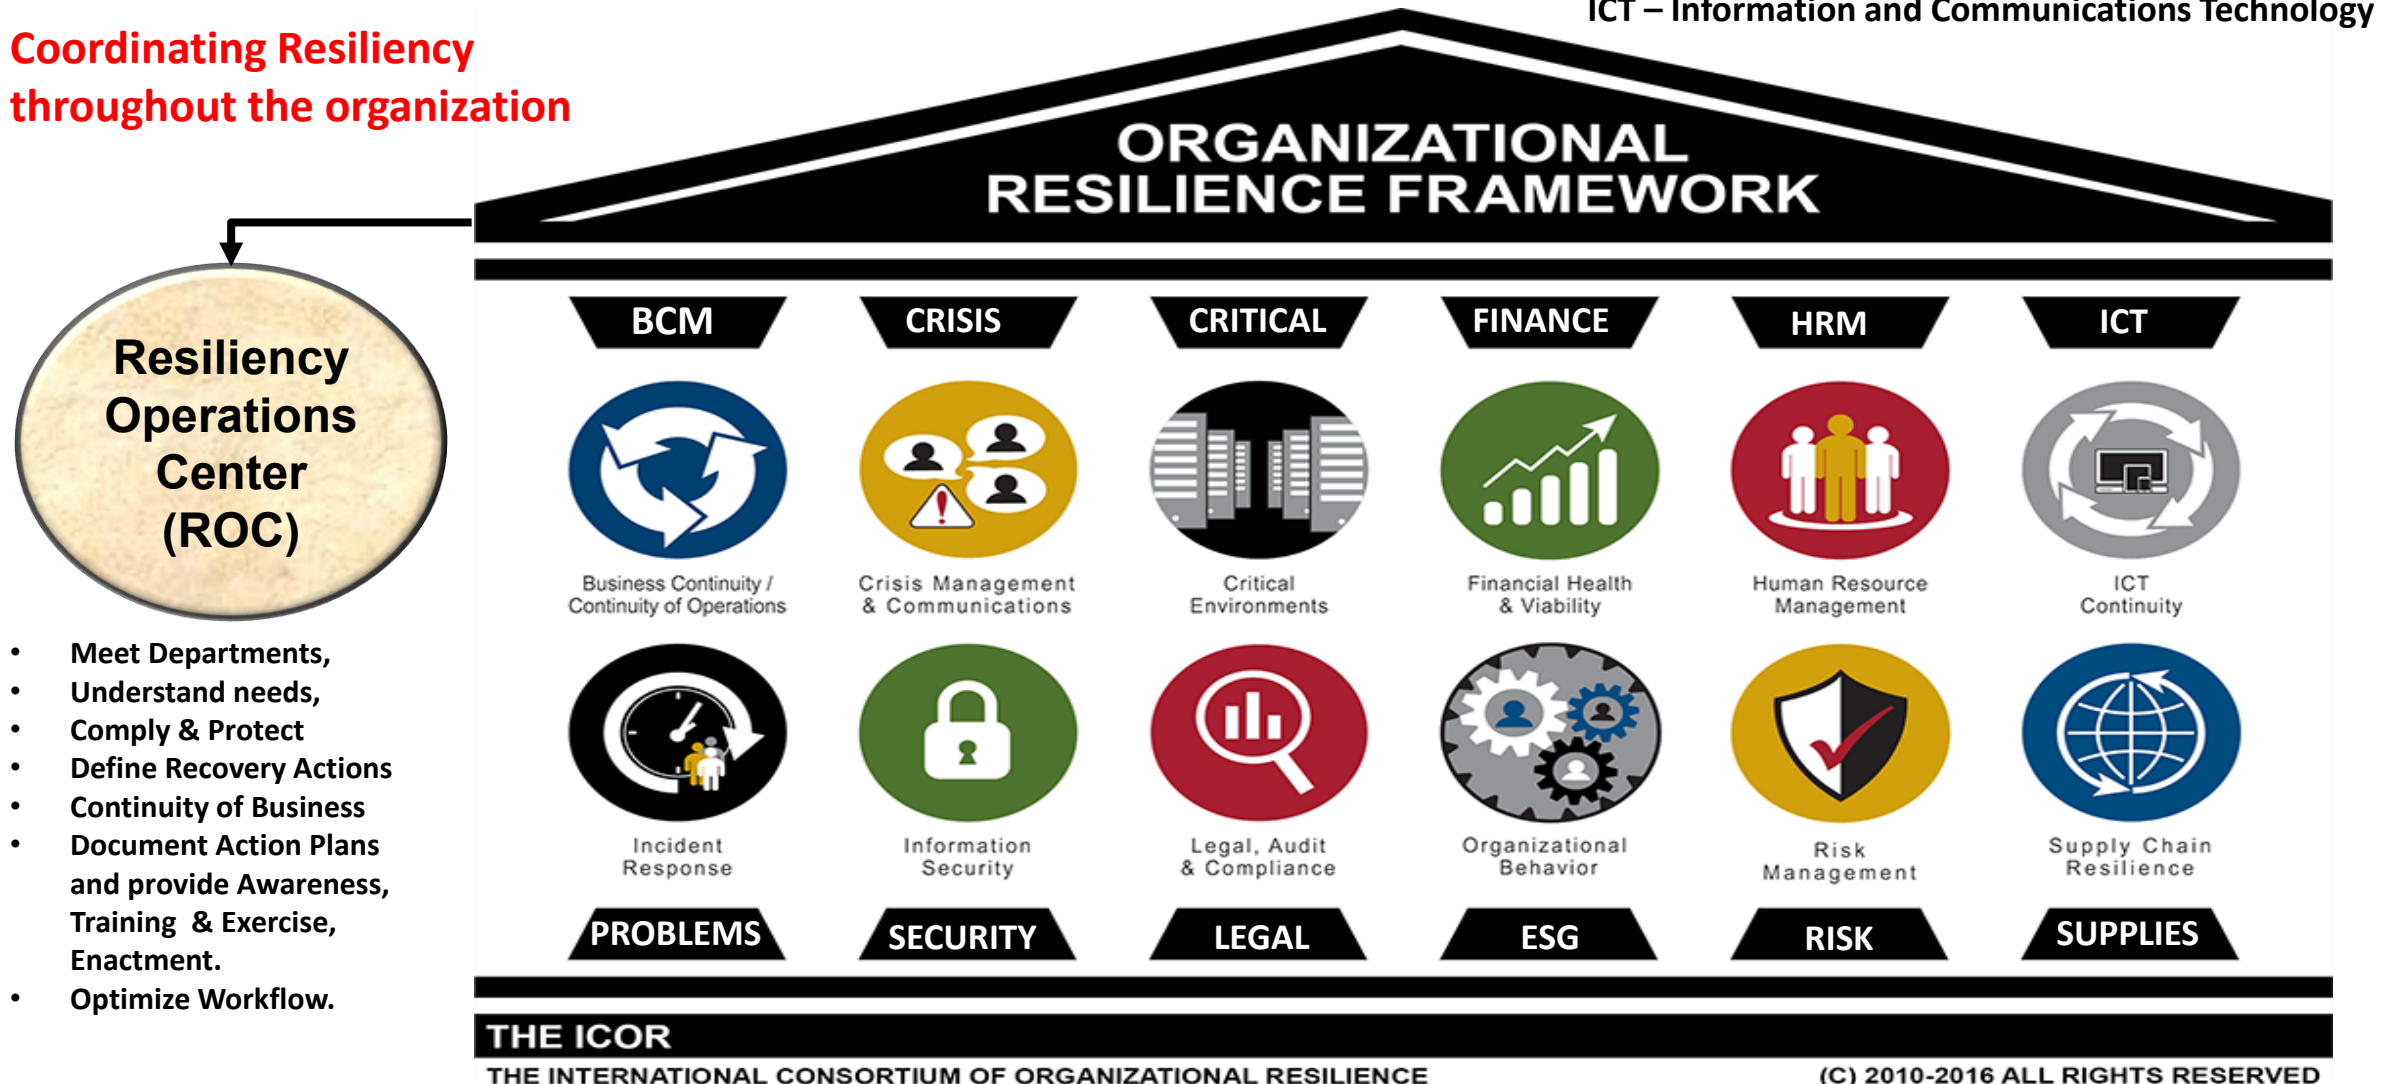 ICT – Information and Communications Technology
Coordinating Resiliency
throughout the organization
ORGANIZATIONAL
RESILIENCE FRAMEWORK
Resiliency
Operations
Center
(ROC)
• Meet Departments,
• Understand needs,
• Comply & Protect
• Define Recovery Actions
• Continuity of Business
• Document Action Plans
and provide Awareness,
Training & Exercise,
Enactment.
• Optimize Workflow.
BCM
CRISIS
CRITICAL
FINANCE
HRM
ICT
Business Continuity /
Continuity of Operations
Crisis Management
& Communications
Critical
Environments
Financial Health
& Viability
Human Resource
Management
ICT
Continuity
Incident
Response
Information
Security
Legal, Audit
& Compliance
Organizational
Behavior
Risk
Management
Supply Chain
Resilience
PROBLEMS
SECURITY
LEGAL
ESG
RISK
SUPPLIES
THE ICOR
THE INTERNATIONAL CONSORTIUM OF ORGANIZATIONAL RESILIENCE
(C) 2010-2016 ALL RIGHTS RESERVED